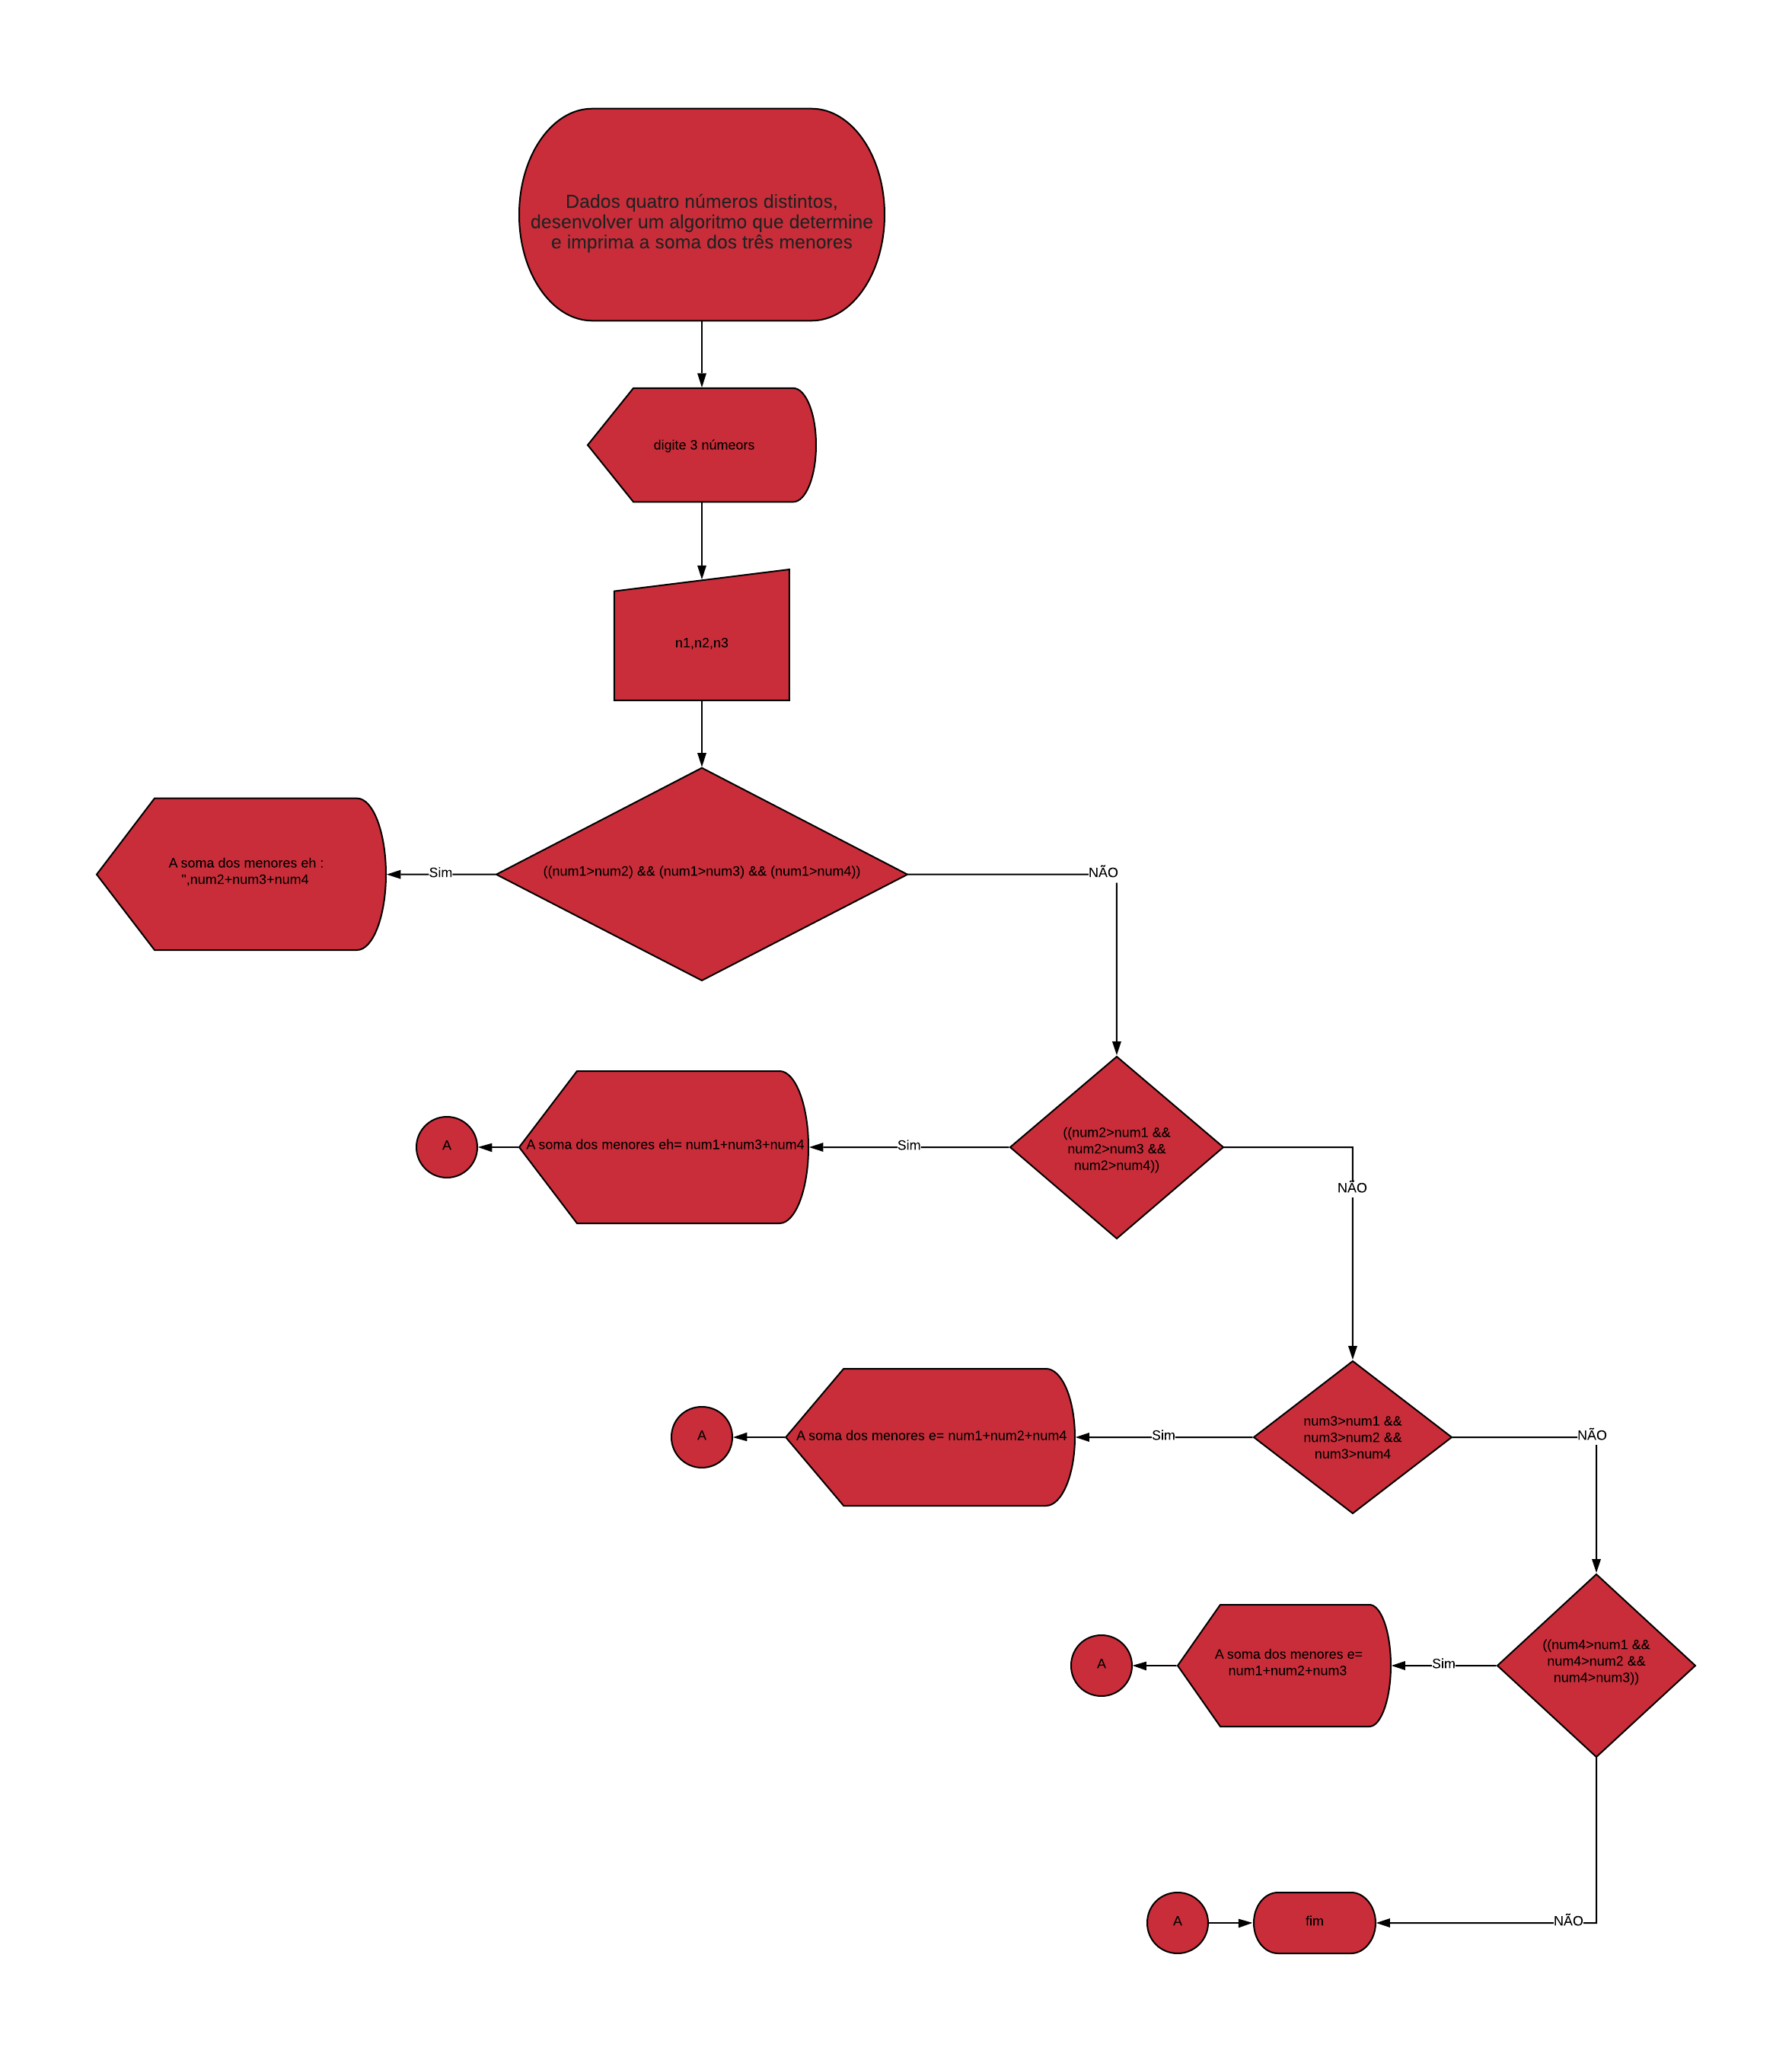 Dados quatro números distintos,
desenvolver um algoritmo que determine
e imprima a soma dos três menores
digite 3 númeors
n1,n2,n3
A soma dos menores eh :
",num2+num3+num4
Sim
((num1>num2) && (num1>num3) && (num1>num4))
NÃO
A
A soma dos menores eh= num1+num3+num4
Sim
((num2>num1 &&
num2>num3 &&
num2>num4))
NÃO
A
A soma dos menores e= num1+num2+num4
Sim
num3>num1 &&
num3>num2 &&
num3>num4
NÃO
A
A soma dos menores e=
num1+num2+num3
Sim
((num4>num1 &&
num4>num2 &&
num4>num3))
A
fim
NÃO